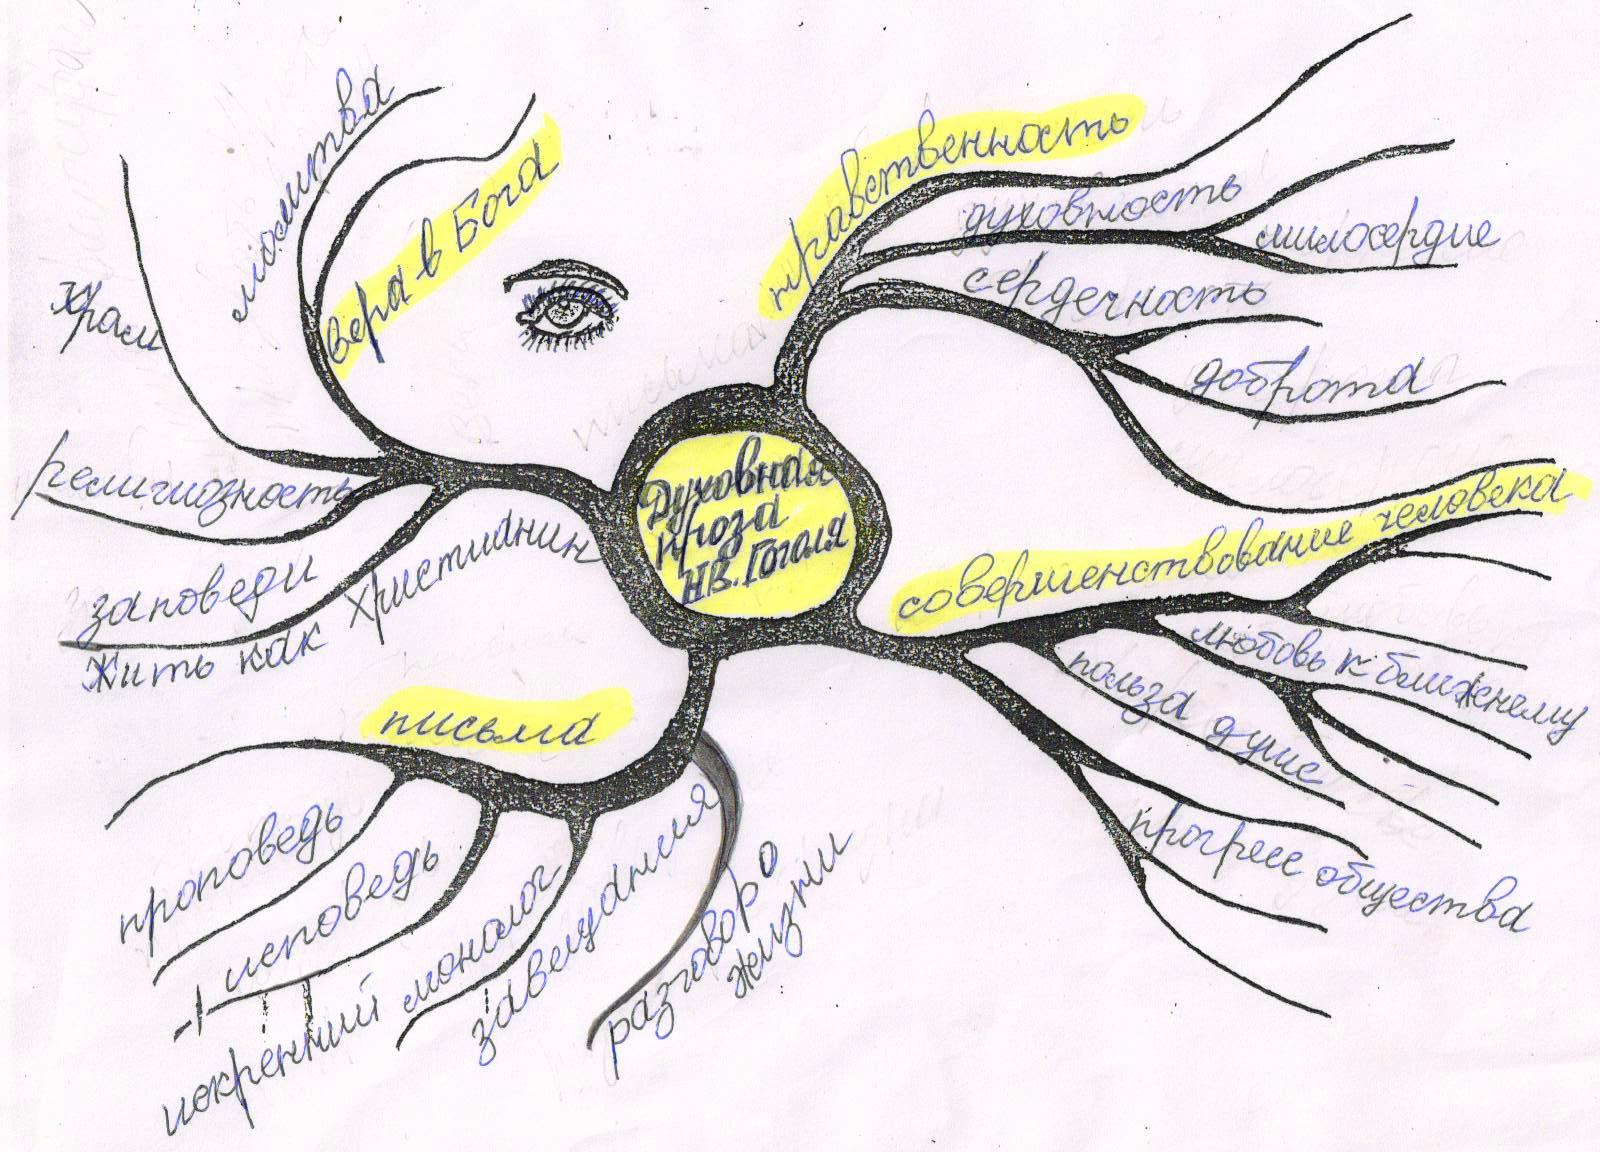 Духовная
проза
Н.В. Гоголя
вера в Бога
молитва
храм
религиозность
заповеди
жить как христианин
нравственность
духовность
милосердие
сердечность
доброта
совершенствование человека
любовь к ближнему
польза душе
прогресс общества
письма
проповедь
исповедь
искренний монолог
завещания
разговор о
жизни